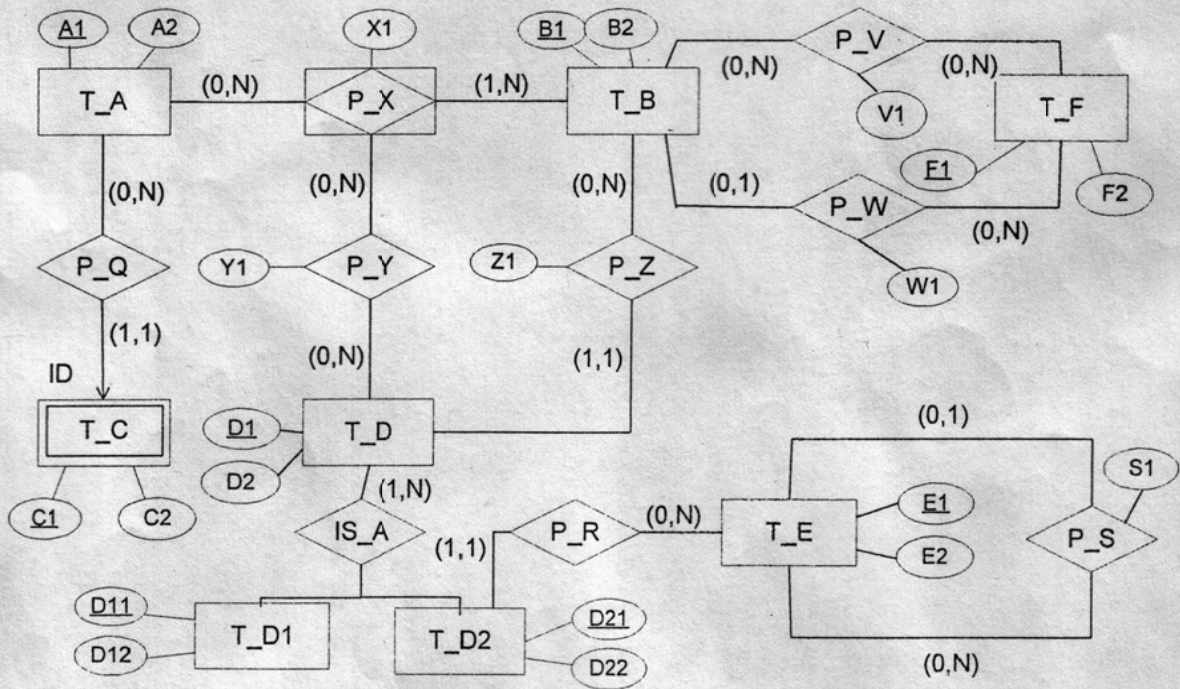 A1
A2
X1
B1
B2
P_V
(0,N)
(0,N)
T_A
(0,N)
P_X
(1,N)
T_B
V1
T_F
F1
F2
(0,N)
(0,N)
(0,N)
(0,1)
P_W
(0,N)
P_Q
Y1
P_Y
Z1
P_Z
W1
(1,1)
(0,N)
(1,1)
ID
T_C
D1
T_D
D2
(0,1)
S1
C1
C2
(1,N)
IS_A
(1,1)
P_R
(0,N)
T_E
E1
E2
P_S
D11
D12
T_D1
T_D2
D21
D22
(0,N)